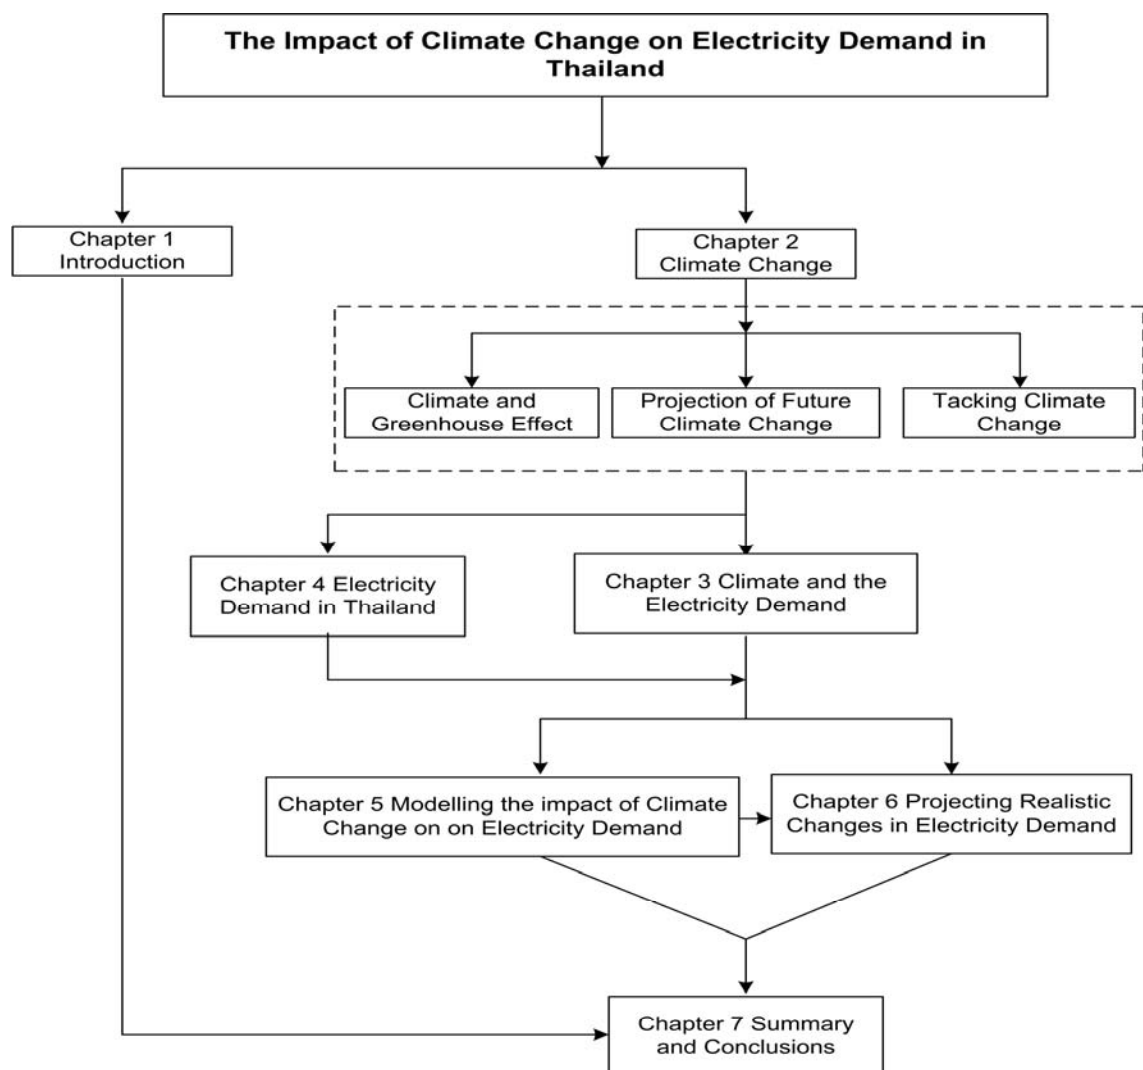 The Impact of Climate Change on Electricity Demand in
Thailand
Chapter 1
Introduction
Chapter 2
Climate Change
Climate and
Greenhouse Effect
Projection of Future
Climate Change
Tacking Climate
Change
Chapter 4 Electricity
Demand in Thailand
Chapter 3 Climate and the
Electricity Demand
Chapter 5 Modelling the impact of Climate
Change on on Electricity Demand
Chapter 6 Projecting Realistic
Changes in Electricity Demand
Chapter 7 Summary
and Conclusions